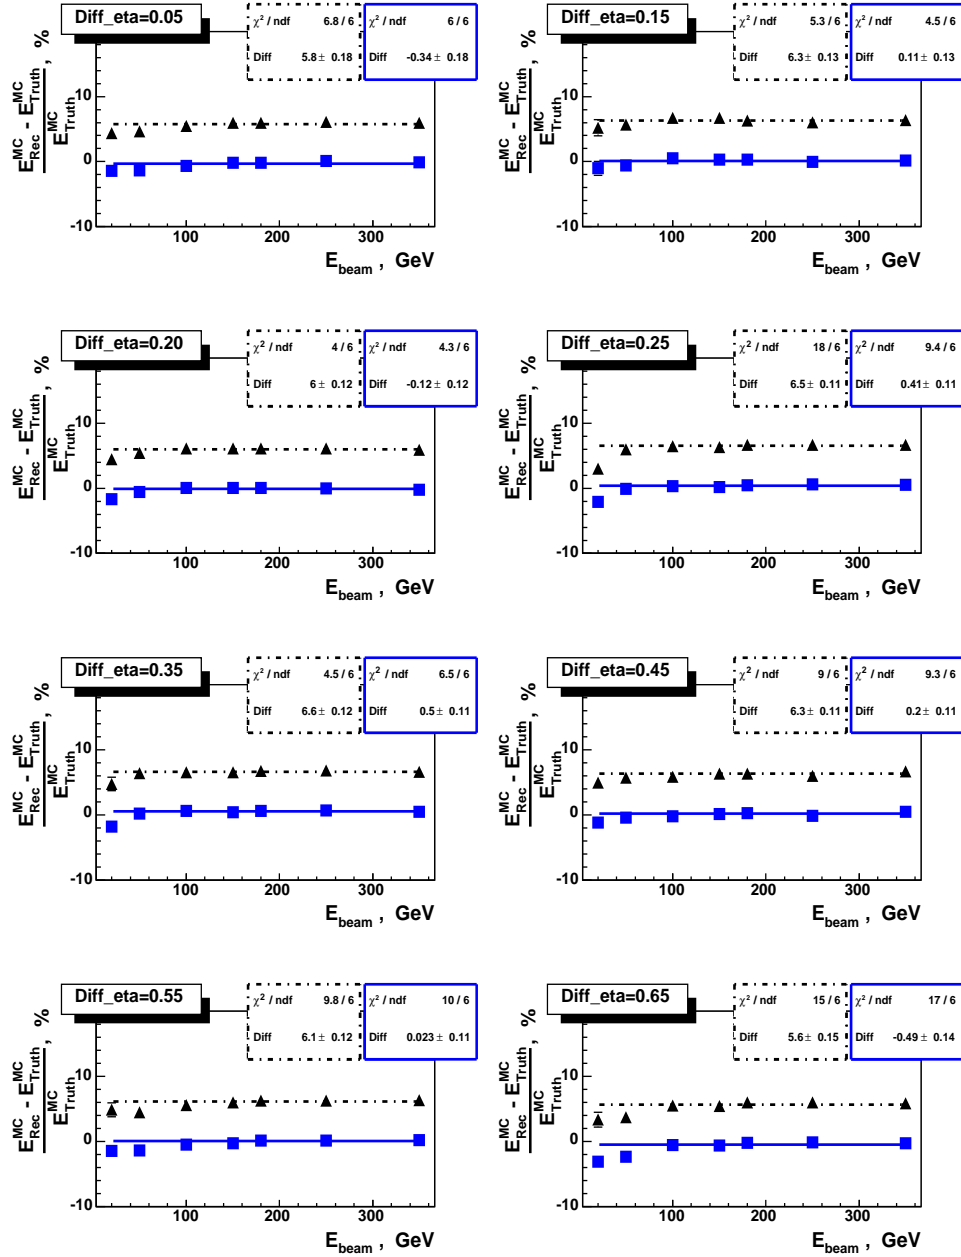 Diff_eta=0.05
χ² / ndf 6.8 / 6
Diff 5.8 ± 0.18
χ² / ndf 6 / 6
Diff -0.34 ± 0.18
E^MC_Rec - E^MC_Truth / E^MC_Truth , %
10
0
-10
100 200 300
E_beam , GeV
Diff_eta=0.15
χ² / ndf 5.3 / 6
Diff 6.3 ± 0.13
χ² / ndf 4.5 / 6
Diff 0.11 ± 0.13
E^MC_Rec - E^MC_Truth / E^MC_Truth , %
10
0
-10
100 200 300
E_beam , GeV
Diff_eta=0.20
χ² / ndf 4 / 6
Diff 6 ± 0.12
χ² / ndf 4.3 / 6
Diff -0.12 ± 0.12
E^MC_Rec - E^MC_Truth / E^MC_Truth , %
10
0
-10
100 200 300
E_beam , GeV
Diff_eta=0.25
χ² / ndf 18 / 6
Diff 6.5 ± 0.11
χ² / ndf 9.4 / 6
Diff 0.41 ± 0.11
E^MC_Rec - E^MC_Truth / E^MC_Truth , %
10
0
-10
100 200 300
E_beam , GeV
Diff_eta=0.35
χ² / ndf 4.5 / 6
Diff 6.6 ± 0.12
χ² / ndf 6.5 / 6
Diff 0.5 ± 0.11
E^MC_Rec - E^MC_Truth / E^MC_Truth , %
10
0
-10
100 200 300
E_beam , GeV
Diff_eta=0.45
χ² / ndf 9 / 6
Diff 6.3 ± 0.11
χ² / ndf 9.3 / 6
Diff 0.2 ± 0.11
E^MC_Rec - E^MC_Truth / E^MC_Truth , %
10
0
-10
100 200 300
E_beam , GeV
Diff_eta=0.55
χ² / ndf 9.8 / 6
Diff 6.1 ± 0.12
χ² / ndf 10 / 6
Diff 0.023 ± 0.11
E^MC_Rec - E^MC_Truth / E^MC_Truth , %
10
0
-10
100 200 300
E_beam , GeV
Diff_eta=0.65
χ² / ndf 15 / 6
Diff 5.6 ± 0.15
χ² / ndf 17 / 6
Diff -0.49 ± 0.14
E^MC_Rec - E^MC_Truth / E^MC_Truth , %
10
0
-10
100 200 300
E_beam , GeV